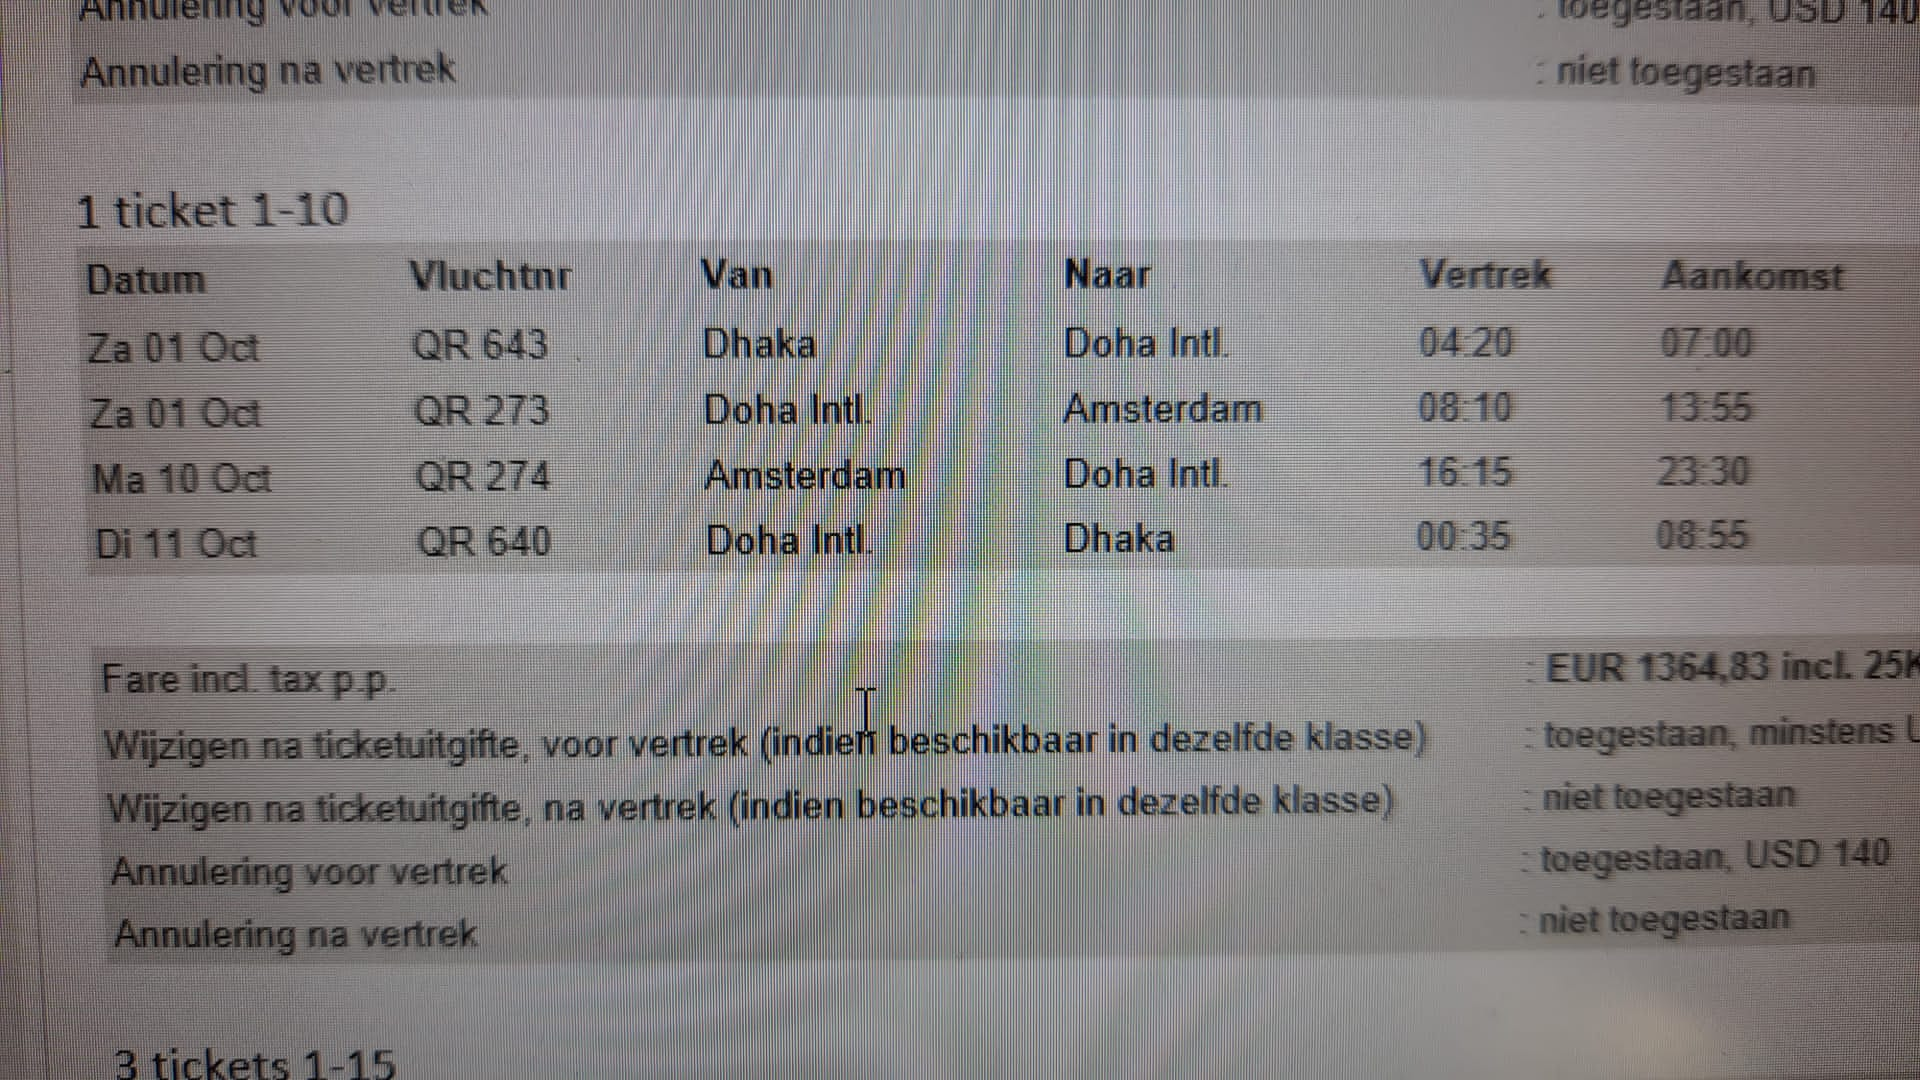 Annulering voor vertrek : toegestaan, USD 140
Annulering na vertrek : niet toegestaan
1 ticket 1-10
Datum Vluchtnr Van Naar Vertrek Aankomst
Za 01 Oct QR 643 Dhaka Doha Intl. 04:20 07:00
Za 01 Oct QR 273 Doha Intl. Amsterdam 08:10 13:55
Ma 10 Oct QR 274 Amsterdam Doha Intl. 16:15 23:30
Di 11 Oct QR 640 Doha Intl. Dhaka 00:35 08:55
Fare incl. tax p.p. : EUR 1364,83 incl. 25K
Wijzigen na ticketuitgifte, voor vertrek (indien beschikbaar in dezelfde klasse) : toegestaan, minstens U
Wijzigen na ticketuitgifte, na vertrek (indien beschikbaar in dezelfde klasse) : niet toegestaan
Annulering voor vertrek : toegestaan, USD 140
Annulering na vertrek : niet toegestaan
3 tickets 1-15